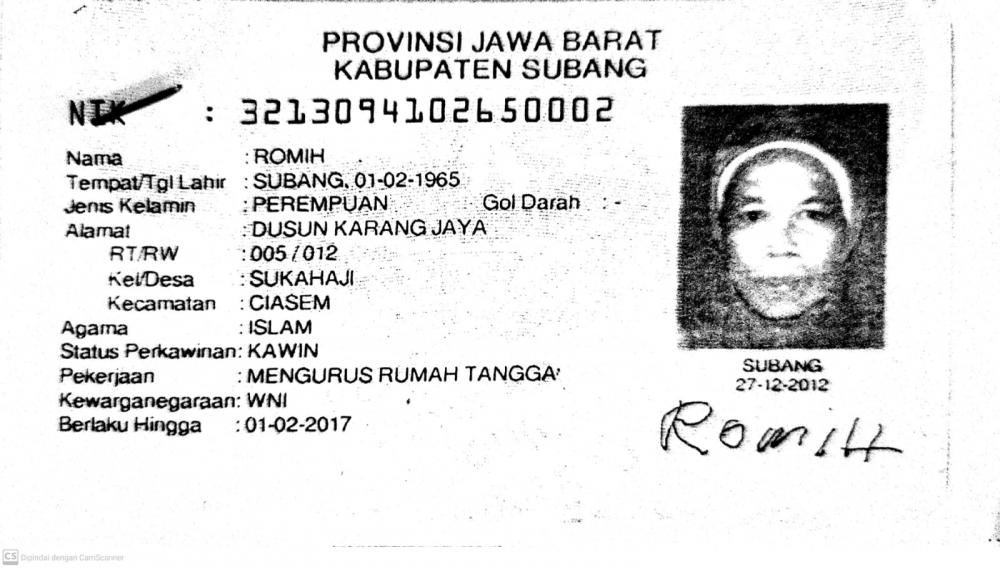 PROVINSI JAWA BARAT
KABUPATEN SUBANG
NIK : 3213094102650002
Nama : ROMIH
Tempat/Tgl Lahir : SUBANG, 01-02-1965
Jenis Kelamin : PEREMPUAN Gol Darah : -
Alamat : DUSUN KARANG JAYA
RT/RW : 005 / 012
Kel/Desa : SUKAHAJI
Kecamatan : CIASEM
Agama : ISLAM
Status Perkawinan: KAWIN
Pekerjaan : MENGURUS RUMAH TANGGA
Kewarganegaraan: WNI
Berlaku Hingga : 01-02-2017
SUBANG
27-12-2012
RomiH
CS Dipindai dengan CamScanner